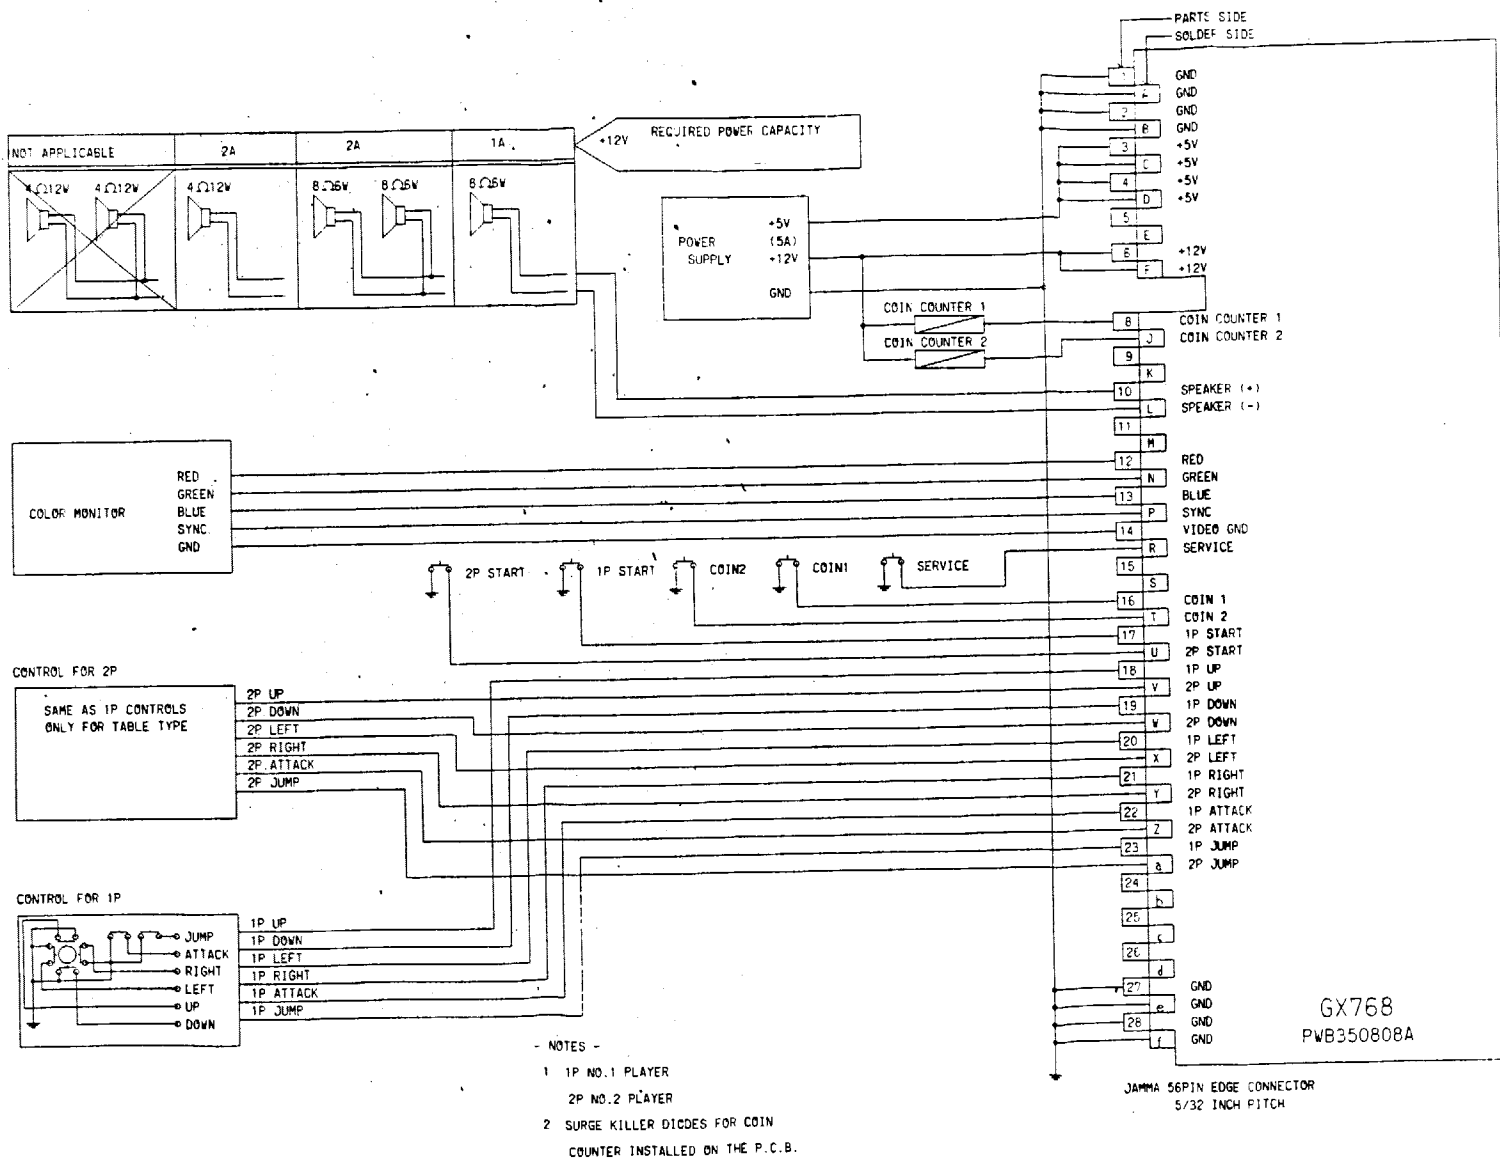 PARTS SIDE
SOLDER SIDE
NOT APPLICABLE
2A
2A
1A
+12V
REQUIRED POWER CAPACITY
4Ω12W
4Ω12W
4Ω12W
8Ω6W
8Ω6W
8Ω6W
POWER
SUPPLY
+5V
(5A)
+12V
GND
COIN COUNTER 1
COIN COUNTER 2
1 GND
A GND
2 GND
B GND
3 +5V
C +5V
4 +5V
D +5V
5
E
6 +12V
F +12V
8 COIN COUNTER 1
J COIN COUNTER 2
9
K
10 SPEAKER (+)
L SPEAKER (-)
11
M
12 RED
N GREEN
13 BLUE
P SYNC
14 VIDEO GND
R SERVICE
15
S
16 COIN 1
T COIN 2
17 1P START
U 2P START
18 1P UP
V 2P UP
19 1P DOWN
W 2P DOWN
20 1P LEFT
X 2P LEFT
21 1P RIGHT
Y 2P RIGHT
22 1P ATTACK
Z 2P ATTACK
23 1P JUMP
a 2P JUMP
24
b
25
c
26
d
27 GND
e GND
28 GND
f GND
COLOR MONITOR
RED
GREEN
BLUE
SYNC
GND
2P START
1P START
COIN2
COIN1
SERVICE
CONTROL FOR 2P
SAME AS 1P CONTROLS
ONLY FOR TABLE TYPE
2P UP
2P DOWN
2P LEFT
2P RIGHT
2P ATTACK
2P JUMP
CONTROL FOR 1P
JUMP
ATTACK
RIGHT
LEFT
UP
DOWN
1P UP
1P DOWN
1P LEFT
1P RIGHT
1P ATTACK
1P JUMP
- NOTES -
1 1P NO.1 PLAYER
2P NO.2 PLAYER
2 SURGE KILLER DIODES FOR COIN
COUNTER INSTALLED ON THE P.C.B.
GX768
PWB350808A
JAMMA 56PIN EDGE CONNECTOR
5/32 INCH PITCH